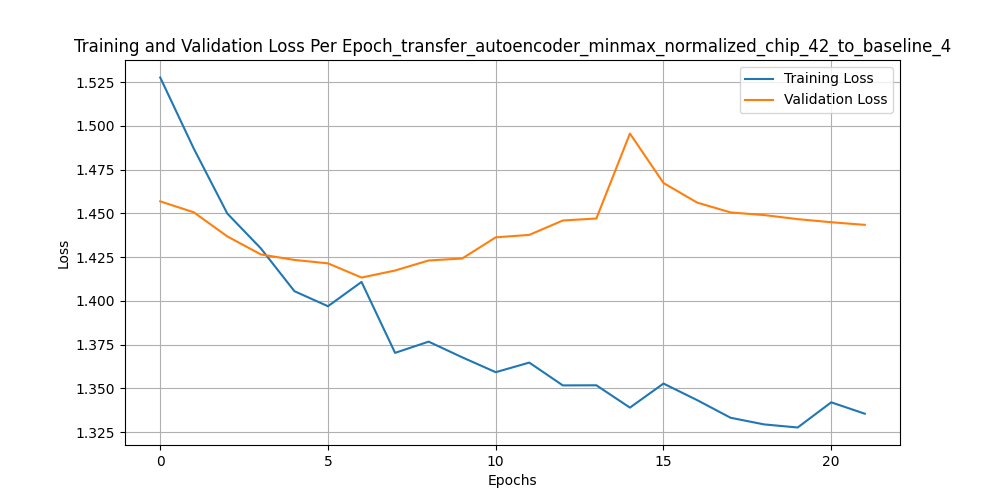 Training and Validation Loss Per Epoch_transfer_autoencoder_minmax_normalized_chip_42_to_baseline_4
Training Loss
Validation Loss
1.525
1.500
1.475
1.450
1.425
1.400
1.375
1.350
1.325
Loss
0 5 10 15 20
Epochs